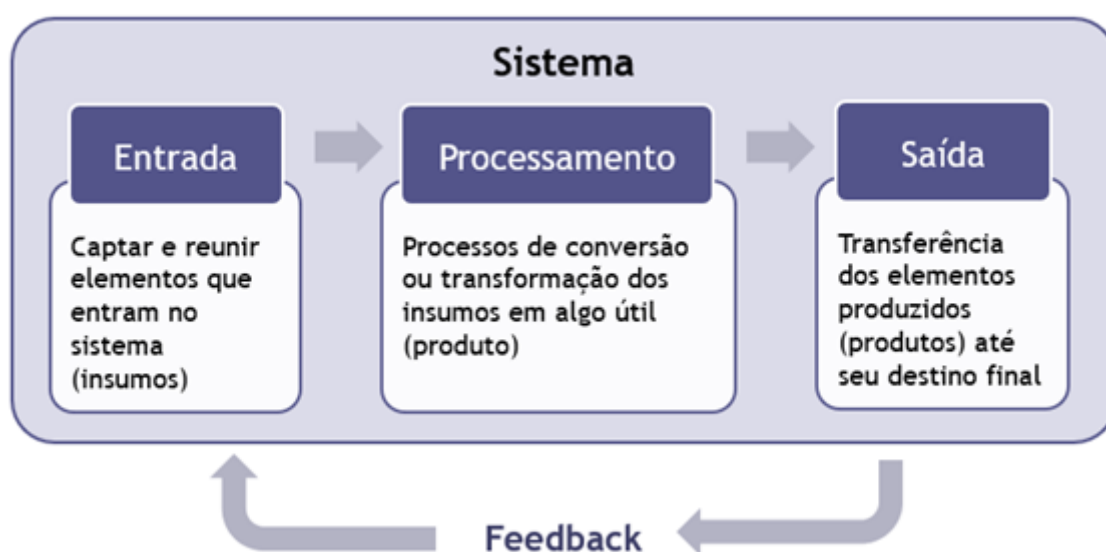 Sistema
Entrada
Captar e reunir
elementos que
entram no
sistema
(insumos)
Processamento
Processos de conversão
ou transformação dos
insumos em algo útil
(produto)
Saída
Transferência
dos elementos
produzidos
(produtos) até
seu destino final
Feedback